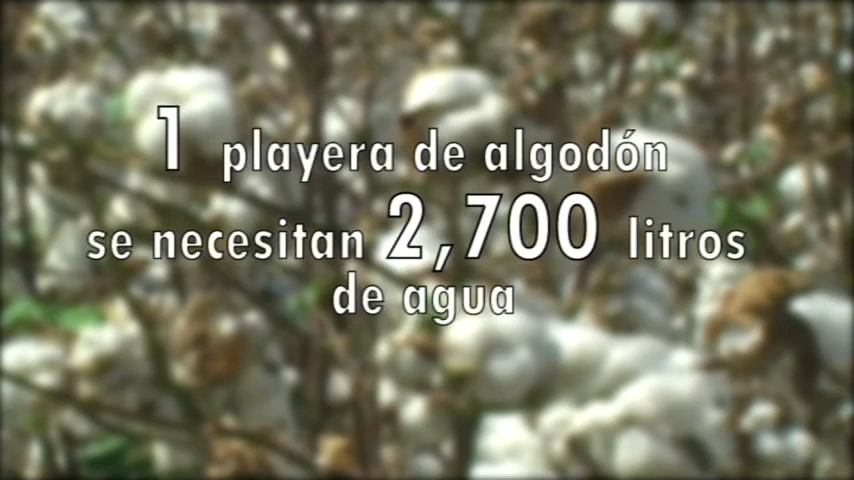 1 playera de algodón
se necesitan 2,700 litros
de agua